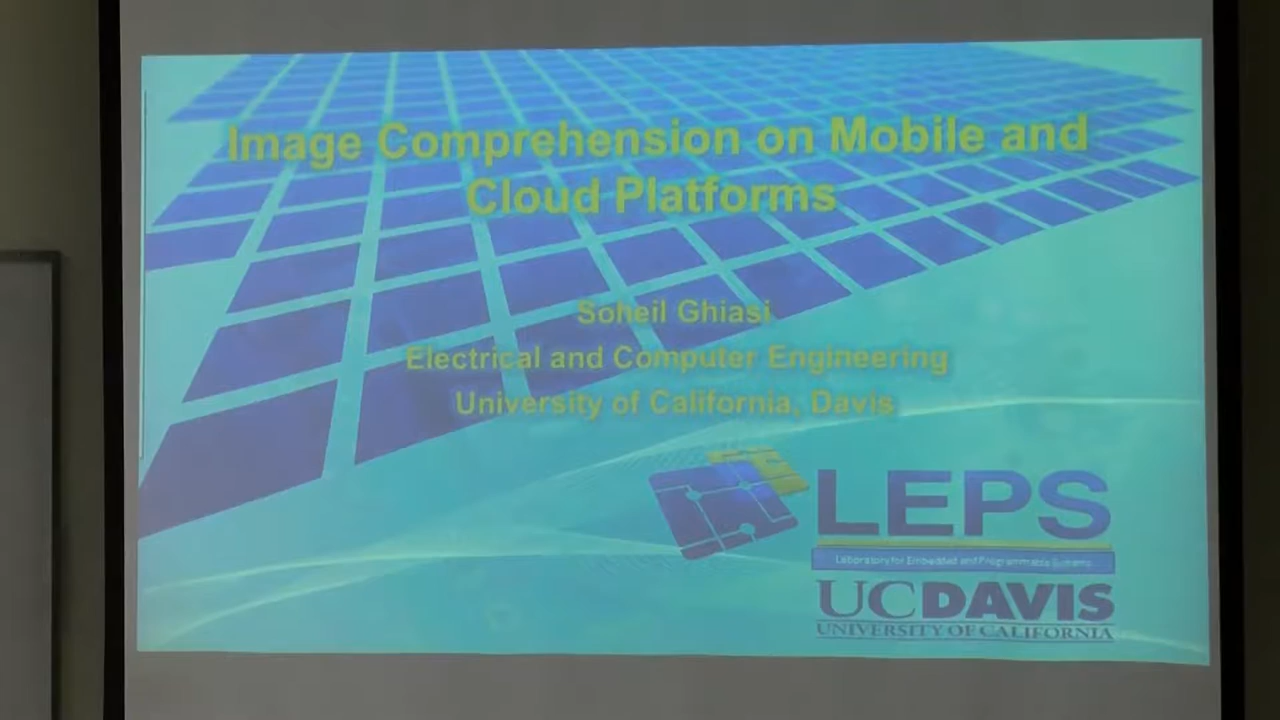 Image Comprehension on Mobile and
Cloud Platforms
Soheil Ghiasi
Electrical and Computer Engineering
University of California, Davis
LEPS
Laboratory for Embedded and Programmable Systems
UCDAVIS
UNIVERSITY OF CALIFORNIA